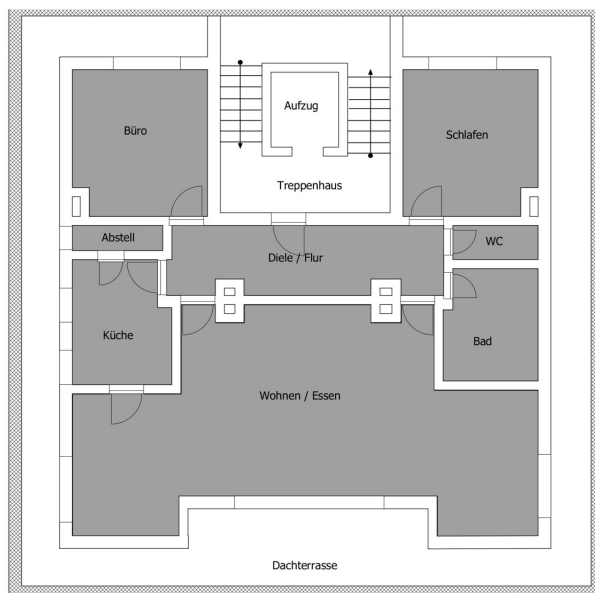 Aufzug
Büro
Schlafen
Treppenhaus
Abstell
WC
Diele / Flur
Küche
Bad
Wohnen / Essen
Dachterrasse